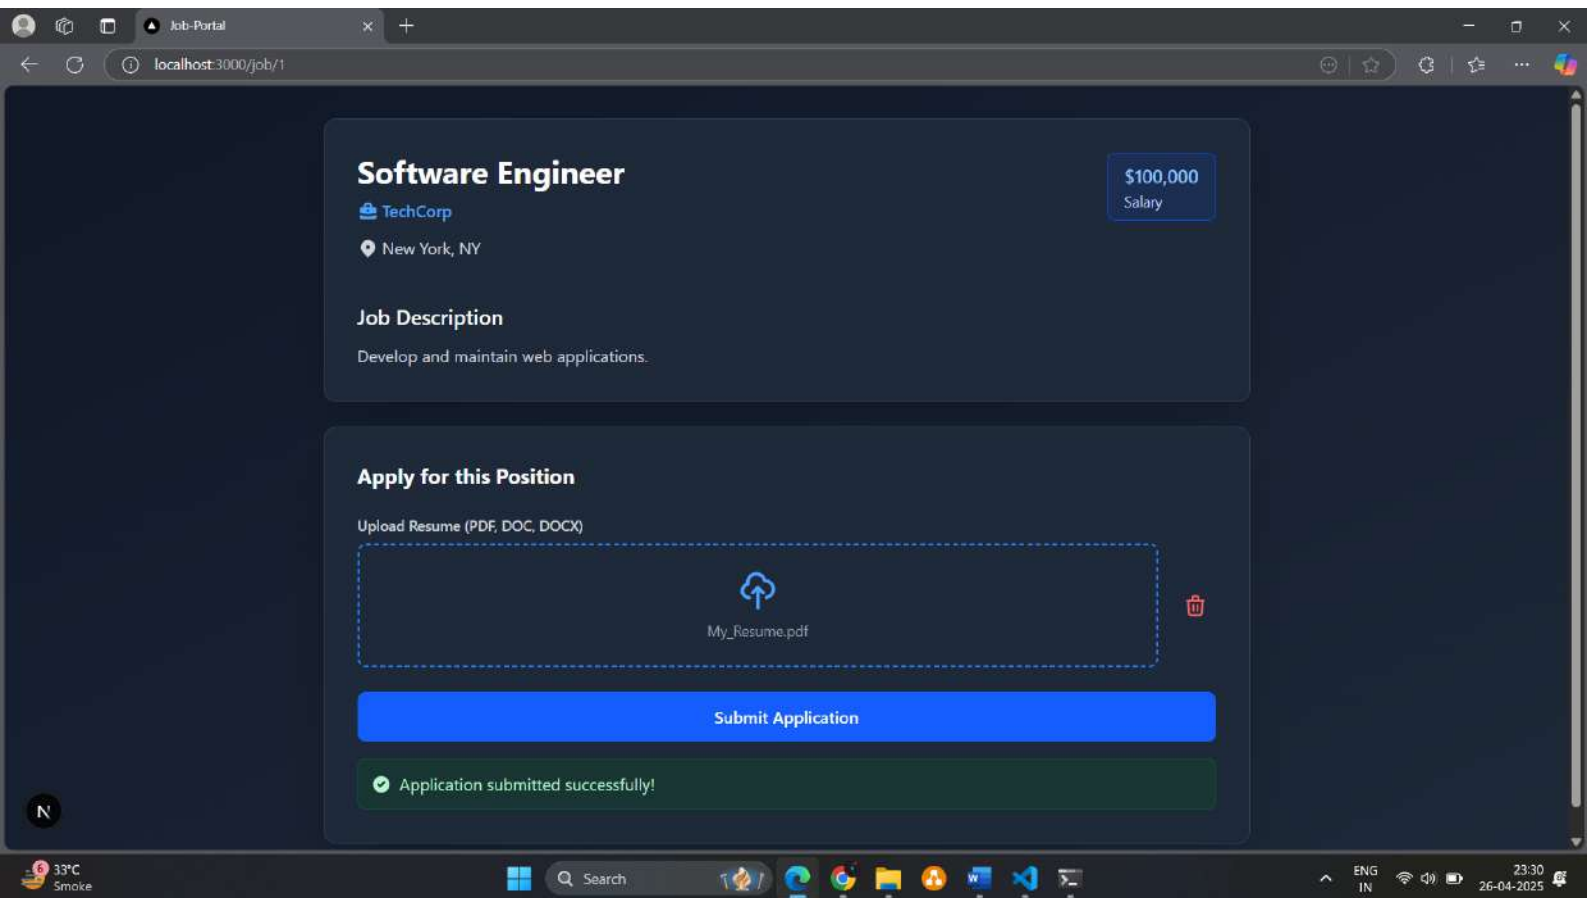 Job-Portal
localhost:3000/job/1
Software Engineer
$100,000
TechCorp
Salary
New York, NY
Job Description
Develop and maintain web applications.
Apply for this Position
Upload Resume (PDF, DOC, DOCX)
My_Resume.pdf
Submit Application
Application submitted successfully!
N
6
33°C
Smoke
Search
W
ENG
IN
23:30
26-04-2025